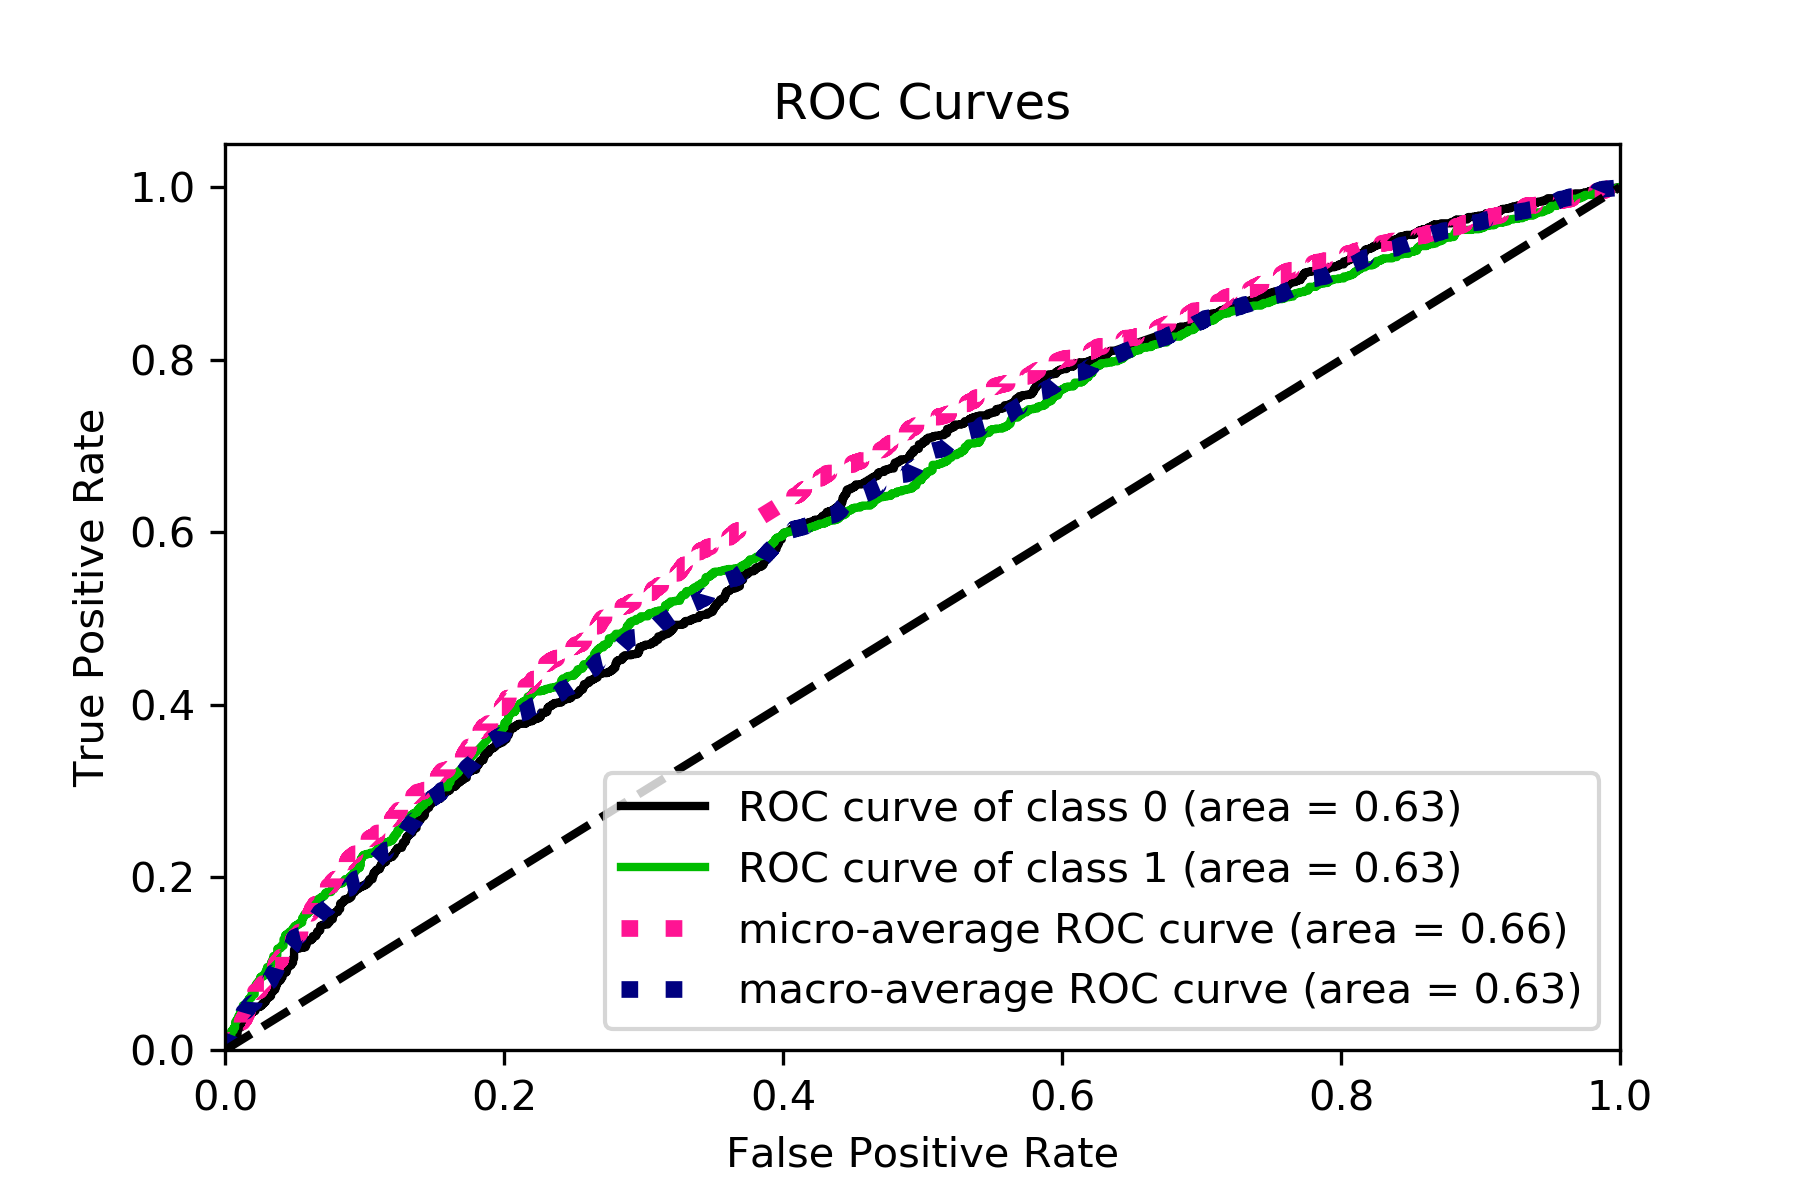 ROC Curves
1.0
0.8
0.6
0.4
0.2
0.0
True Positive Rate
ROC curve of class 0 (area = 0.63)
ROC curve of class 1 (area = 0.63)
micro-average ROC curve (area = 0.66)
macro-average ROC curve (area = 0.63)
0.0 0.2 0.4 0.6 0.8 1.0
False Positive Rate